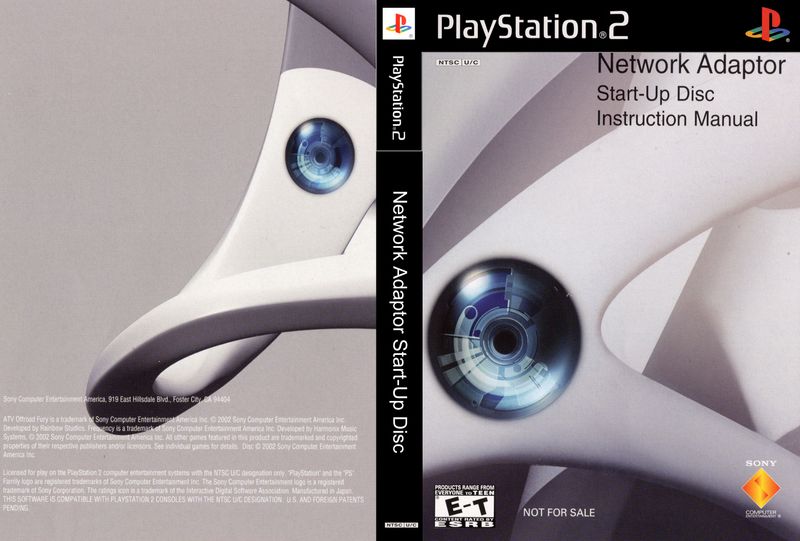 Sony Computer Entertainment America, 919 East Hillsdale Blvd., Foster City, CA 94404
ATV Offroad Fury is a trademark of Sony Computer Entertainment America Inc. © 2002 Sony Computer Entertainment America Inc.
Developed by Rainbow Studios. Frequency is a trademark of Sony Computer Entertainment America Inc. Developed by Harmonix Music
Systems. © 2002 Sony Computer Entertainment America Inc. All other games featured in this product are trademarked and copyrighted
properties of their respective publishers and/or licensors. See individual games for details. Disc © 2002 Sony Computer Entertainment
America Inc.
Licensed for play on the PlayStation 2 computer entertainment systems with the NTSC U/C designation only. "PlayStation" and the "PS"
Family logo are registered trademarks of Sony Computer Entertainment Inc. The Sony Computer Entertainment logo is a registered
trademark of Sony Corporation. The ratings icon is a trademark of the Interactive Digital Software Association. Manufactured in Japan.
THIS SOFTWARE IS COMPATIBLE WITH PLAYSTATION 2 CONSOLES WITH THE NTSC U/C DESIGNATION. U.S. AND FOREIGN PATENTS
PENDING.
PlayStation®2
Network Adaptor Start-Up Disc
NTSC U/C
PlayStation®2
NTSC U/C
Network Adaptor
Start-Up Disc
Instruction Manual
PRODUCTS RANGE FROM
EVERYONE TO TEEN
E-T
CONTENT RATED BY
ESRB
NOT FOR SALE
SONY
COMPUTER
ENTERTAINMENT®